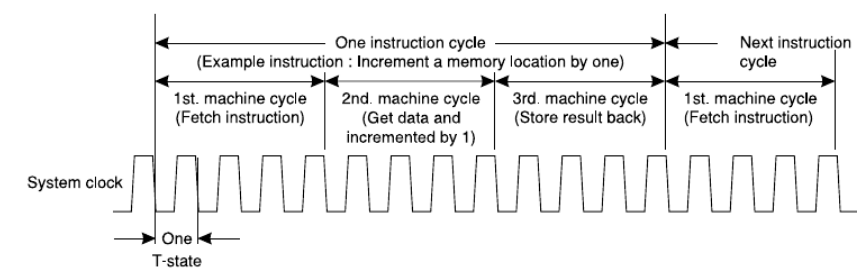 One instruction cycle
(Example instruction : Increment a memory location by one)
Next instruction
cycle
1st. machine cycle
(Fetch instruction)
2nd. machine cycle
(Get data and
incremented by 1)
3rd. machine cycle
(Store result back)
1st. machine cycle
(Fetch instruction)
System clock
One
T-state